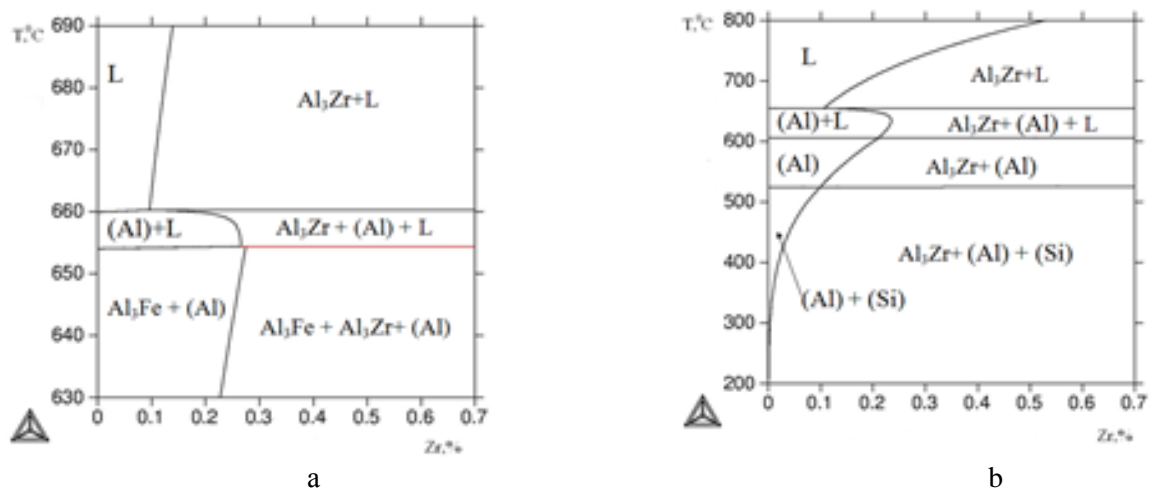 T,°C
690
680
670
660
650
640
630
L
Al₃Zr+L
(Al)+L
Al₃Zr + (Al) + L
Al₃Fe + (Al)
Al₃Fe + Al₃Zr+ (Al)
0
0.1
0.2
0.3
0.4
0.5
0.6
0.7
Zr,%
a
T,°C
800
700
600
500
400
300
200
L
Al₃Zr+L
(Al)+L
Al₃Zr+ (Al) + L
(Al)
Al₃Zr+ (Al)
Al₃Zr+ (Al) + (Si)
(Al) + (Si)
0
0.1
0.2
0.3
0.4
0.5
0.6
0.7
Zr,%
b